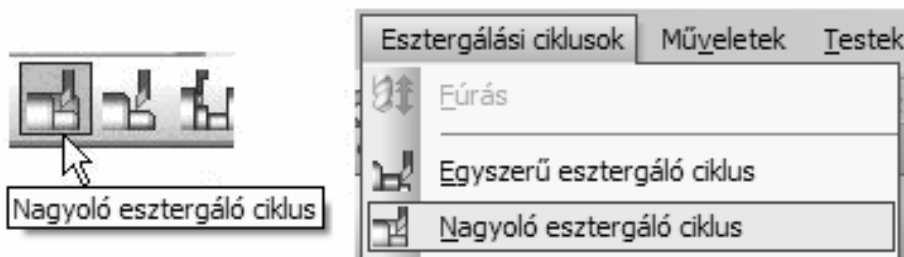 Esztergálási ciklusok Műveletek Testek
Fúrás
Egyszerű esztergáló ciklus
Nagyoló esztergáló ciklus
Nagyoló esztergáló ciklus